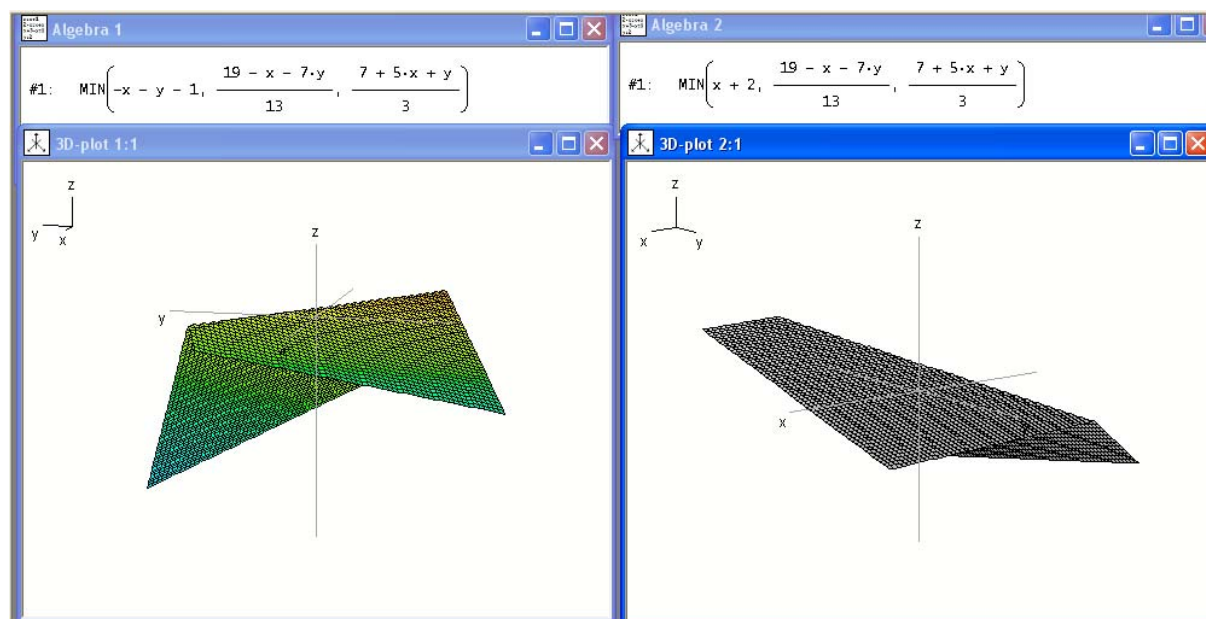 Algebra 1
#1: MIN(-x - y - 1, (19 - x - 7·y)/13, (7 + 5·x + y)/3)
3D-plot 1:1
z
y
x
z
y
Algebra 2
#1: MIN(x + 2, (19 - x - 7·y)/13, (7 + 5·x + y)/3)
3D-plot 2:1
z
x
y
z
x